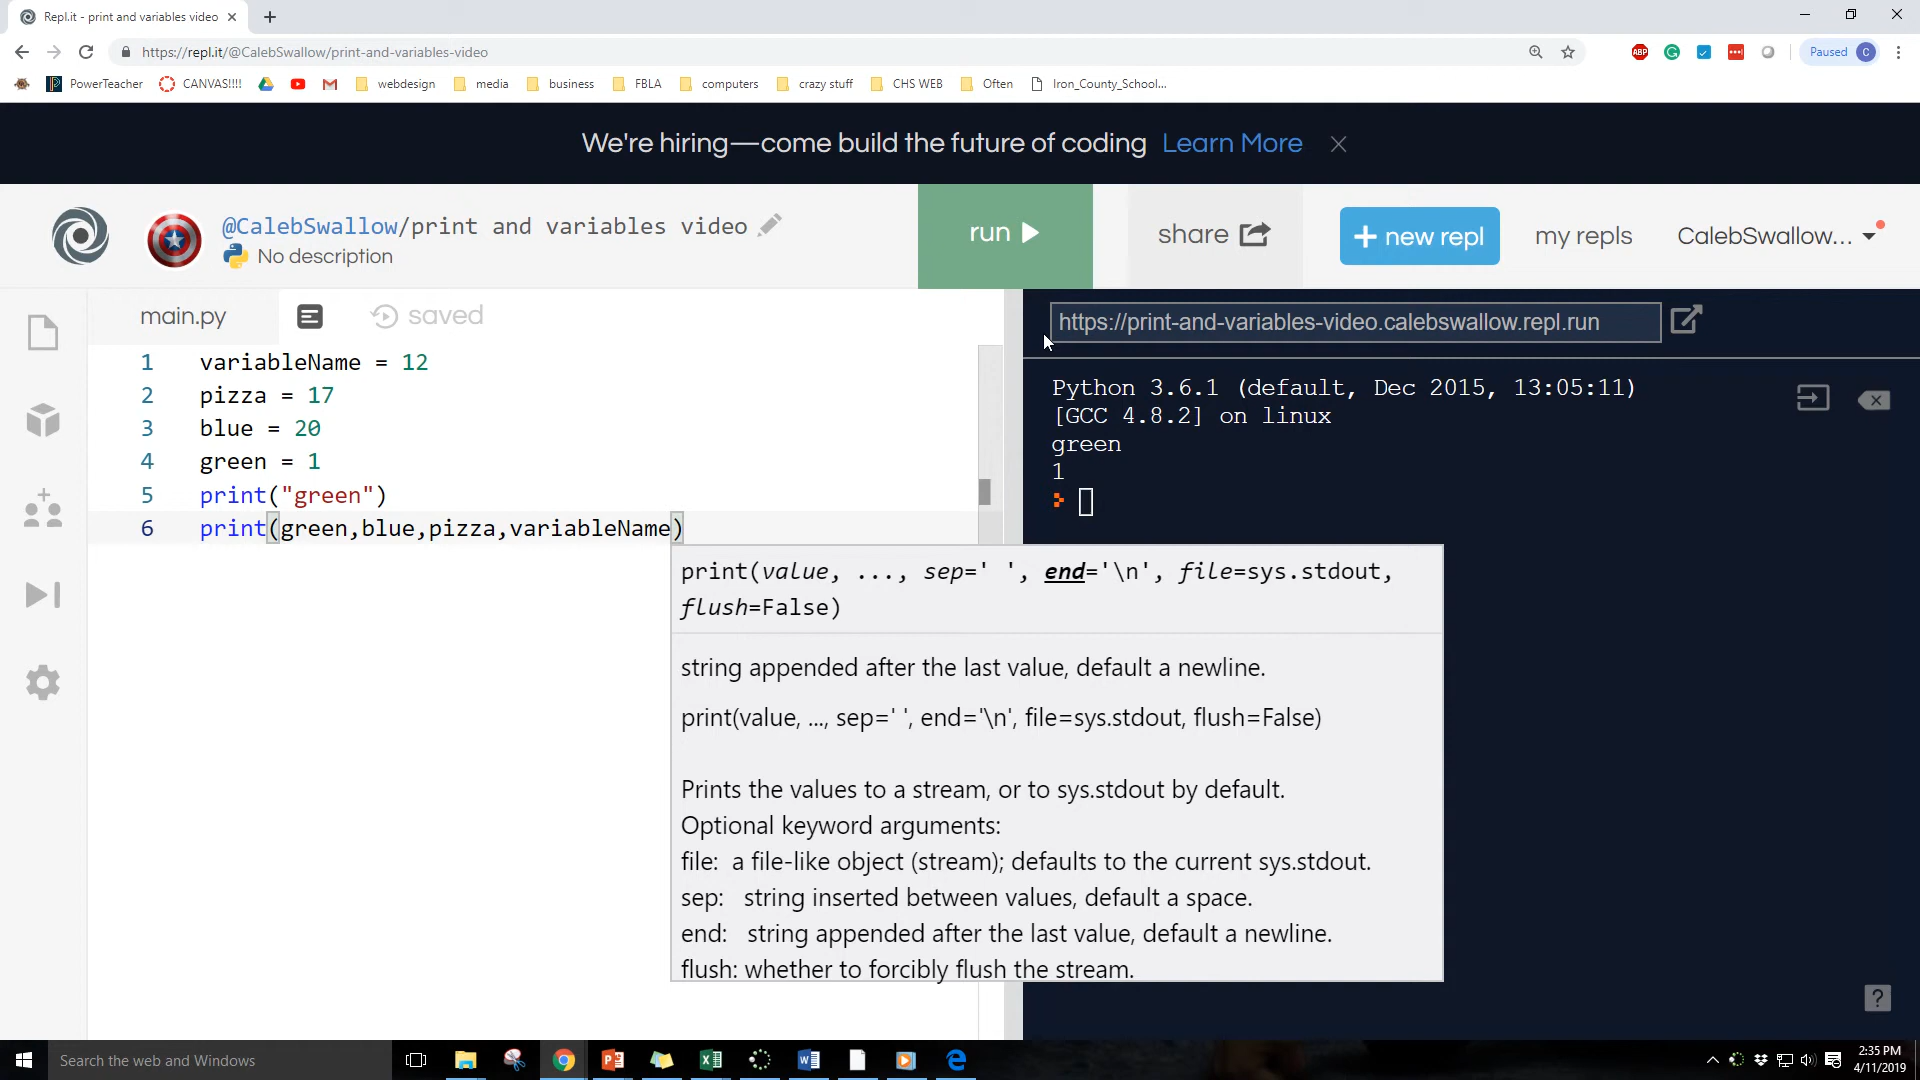 Repl.it - print and variables video
https://repl.it/@CalebSwallow/print-and-variables-video
ABP
Paused C
PowerTeacher CANVAS!!!! webdesign media business FBLA computers crazy stuff CHS WEB Often Iron_County_School...
We're hiring—come build the future of coding Learn More
@CalebSwallow/print and variables video
No description
run
share
+ new repl
my repls
CalebSwallow...
main.py
saved
1 variableName = 12
2 pizza = 17
3 blue = 20
4 green = 1
5 print("green")
6 print(green,blue,pizza,variableName)
print(value, ..., sep=' ', end='\n', file=sys.stdout,
flush=False)
string appended after the last value, default a newline.
print(value, ..., sep=' ', end='\n', file=sys.stdout, flush=False)
Prints the values to a stream, or to sys.stdout by default.
Optional keyword arguments:
file: a file-like object (stream); defaults to the current sys.stdout.
sep: string inserted between values, default a space.
end: string appended after the last value, default a newline.
flush: whether to forcibly flush the stream.
https://print-and-variables-video.calebswallow.repl.run
Python 3.6.1 (default, Dec 2015, 13:05:11)
[GCC 4.8.2] on linux
green
1
?
Search the web and Windows
2:35 PM
4/11/2019